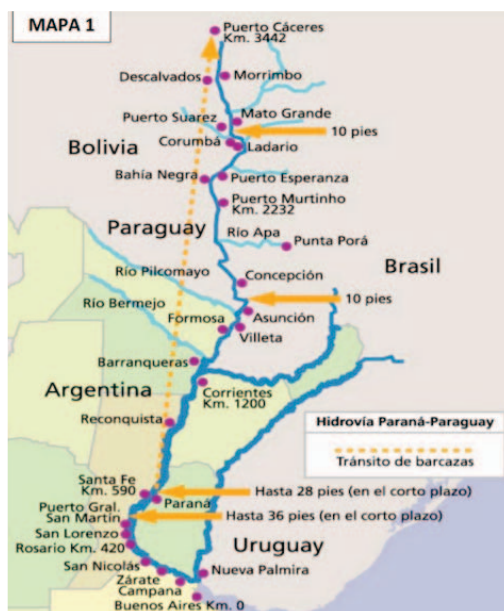 MAPA 1
Puerto Cáceres
Km. 3442
Descalvados
Morrimbo
Puerto Suarez
Mato Grande
10 pies
Bolivia
Corumbá
Ladario
Bahía Negra
Puerto Esperanza
Puerto Murtinho
Km. 2232
Paraguay
Río Apa
Punta Porá
Río Pilcomayo
Brasil
Concepción
Río Bermejo
10 pies
Formosa
Asunción
Villeta
Barranqueras
Argentina
Corrientes
Km. 1200
Reconquista
Hidrovía Paraná-Paraguay
Tránsito de barcazas
Santa Fe
Km. 590
Paraná
Hasta 28 pies (en el corto plazo)
Puerto Gral.
San Martín
Hasta 36 pies (en el corto plazo)
San Lorenzo
Rosario Km. 420
Uruguay
San Nicolás
Nueva Palmira
Zárate
Campana
Buenos Aires Km. 0